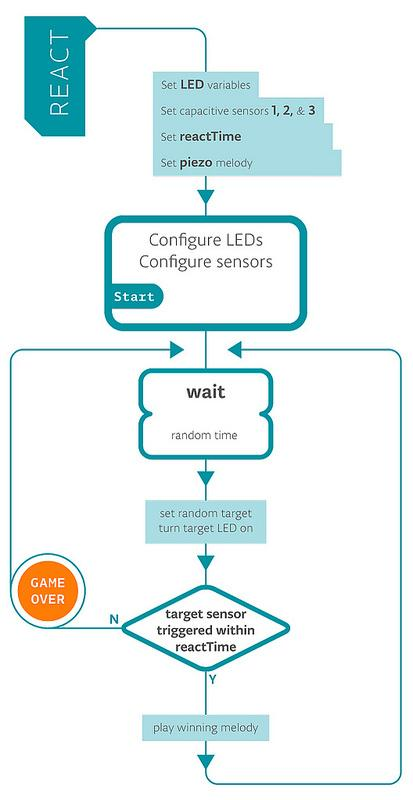 REACT
Set LED variables
Set capacitive sensors 1, 2, & 3
Set reactTime
Set piezo melody
Configure LEDs
Configure sensors
Start
wait
random time
set random target
turn target LED on
GAME
OVER
N
target sensor
triggered within
reactTime
Y
play winning melody